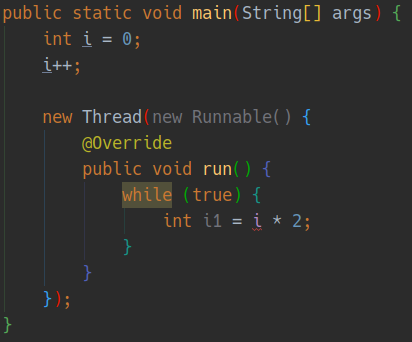 public static void main(String[] args) {
    int i = 0;
    i++;

    new Thread(new Runnable() {
        @Override
        public void run() {
            while (true) {
                int i1 = i * 2;
            }
        }
    });
}